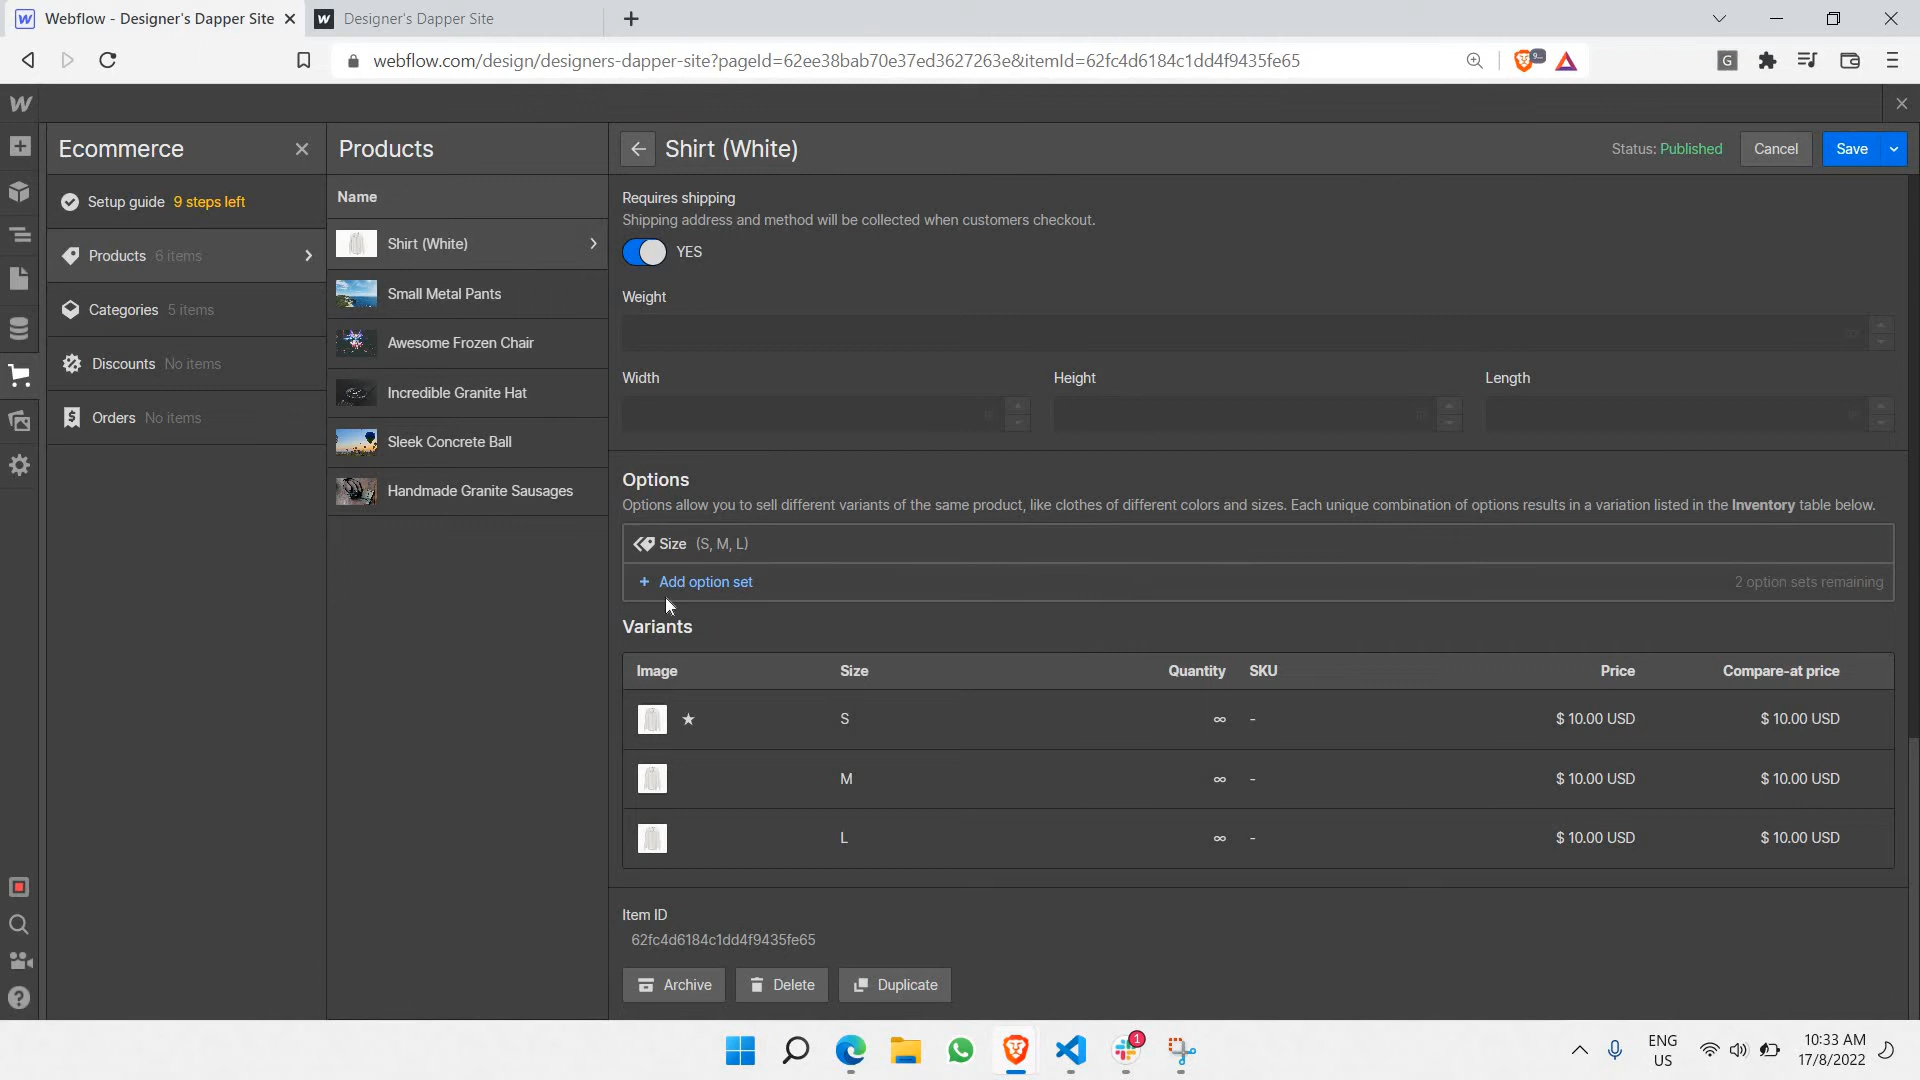 Webflow - Designer's Dapper Site
Designer's Dapper Site
webflow.com/design/designers-dapper-site?pageId=62ee38bab70e37ed3627263e&itemId=62fc4d6184c1dd4f9435fe65
Ecommerce
Products
Shirt (White)
Status: Published
Cancel
Save
Setup guide 9 steps left
Products 6 items
Categories 5 items
Discounts No items
Orders No items
Name
Shirt (White)
Small Metal Pants
Awesome Frozen Chair
Incredible Granite Hat
Sleek Concrete Ball
Handmade Granite Sausages
Requires shipping
Shipping address and method will be collected when customers checkout.
YES
Weight
Width Height Length
Options
Options allow you to sell different variants of the same product, like clothes of different colors and sizes. Each unique combination of options results in a variation listed in the Inventory table below.
Size (S, M, L)
+ Add option set
2 option sets remaining
Variants
Image Size Quantity SKU Price Compare-at price
S ∞ - $ 10.00 USD $ 10.00 USD
M ∞ - $ 10.00 USD $ 10.00 USD
L ∞ - $ 10.00 USD $ 10.00 USD
Item ID
62fc4d6184c1dd4f9435fe65
Archive Delete Duplicate
1
ENG
US
10:33 AM
17/8/2022